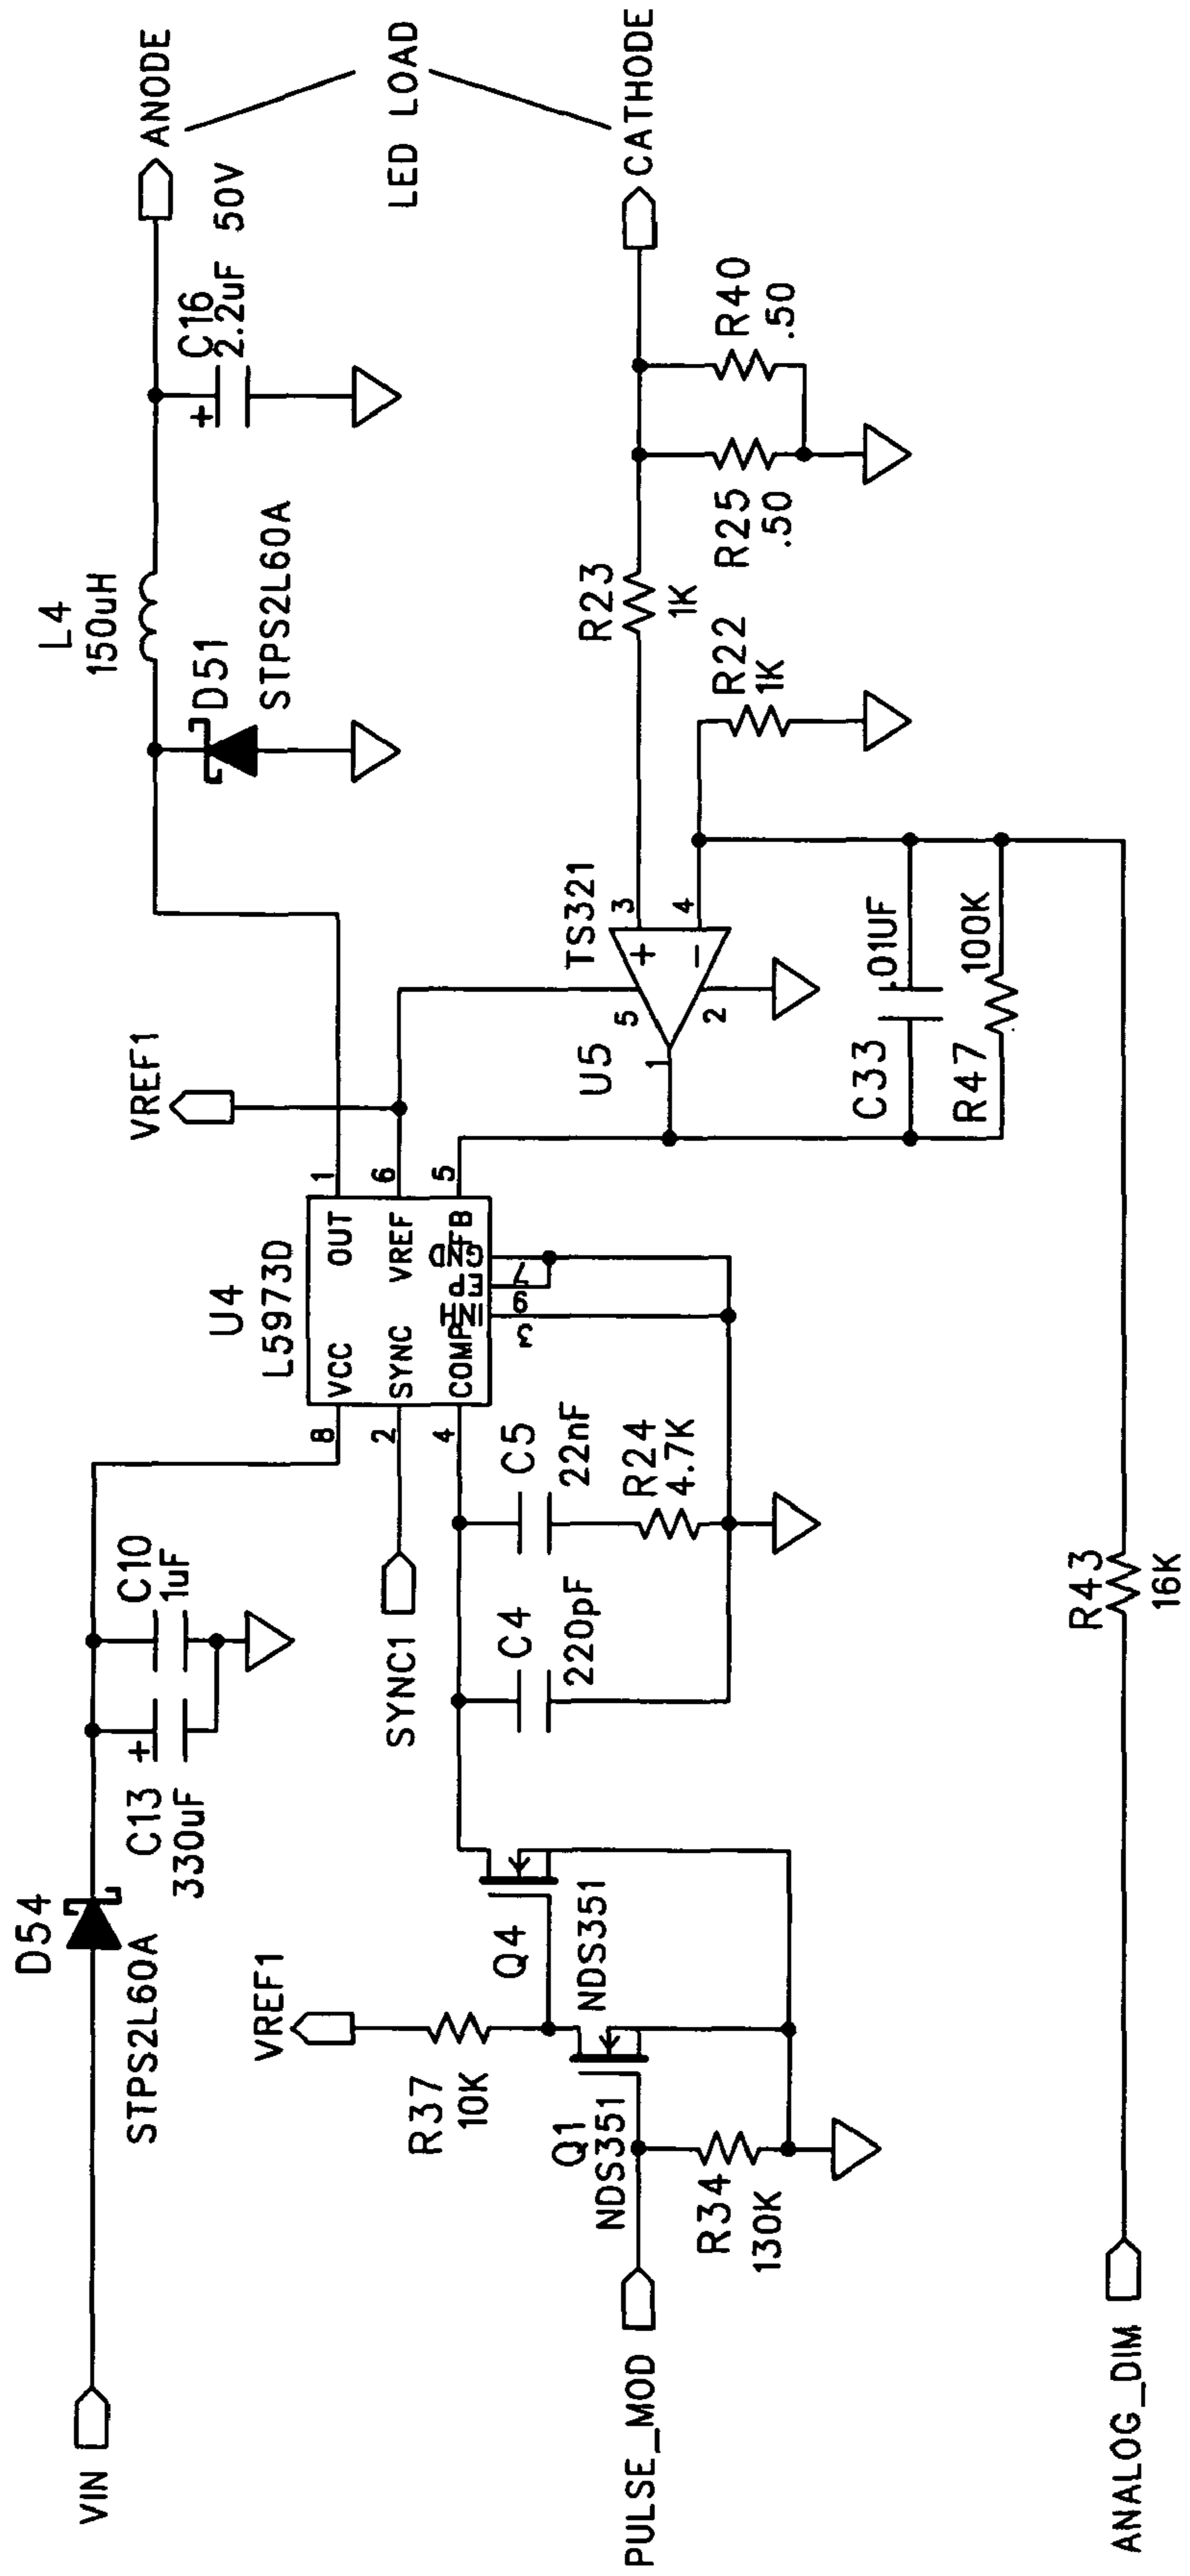 VIN
D54
STPS2L60A
C13
330uF
+
C10
1uF
U4
L5973D
8
VCC
OUT
1
2
SYNC
VREF
6
4
COMP
FB
5
INH
3
EP
9
GND
7
VREF1
L4
150uH
D51
STPS2L60A
C16
2.2uF 50V
+
ANODE
LED LOAD
CATHODE
SYNC1
C4
220pF
C5
22nF
R24
4.7K
VREF1
R37
10K
Q4
NDS351
Q1
NDS351
R34
130K
PULSE_MOD
U5
TS321
5
3
+
4
−
2
1
R23
1K
R22
1K
R25
.50
R40
.50
C33
.01UF
R47
100K
R43
16K
ANALOG_DIM